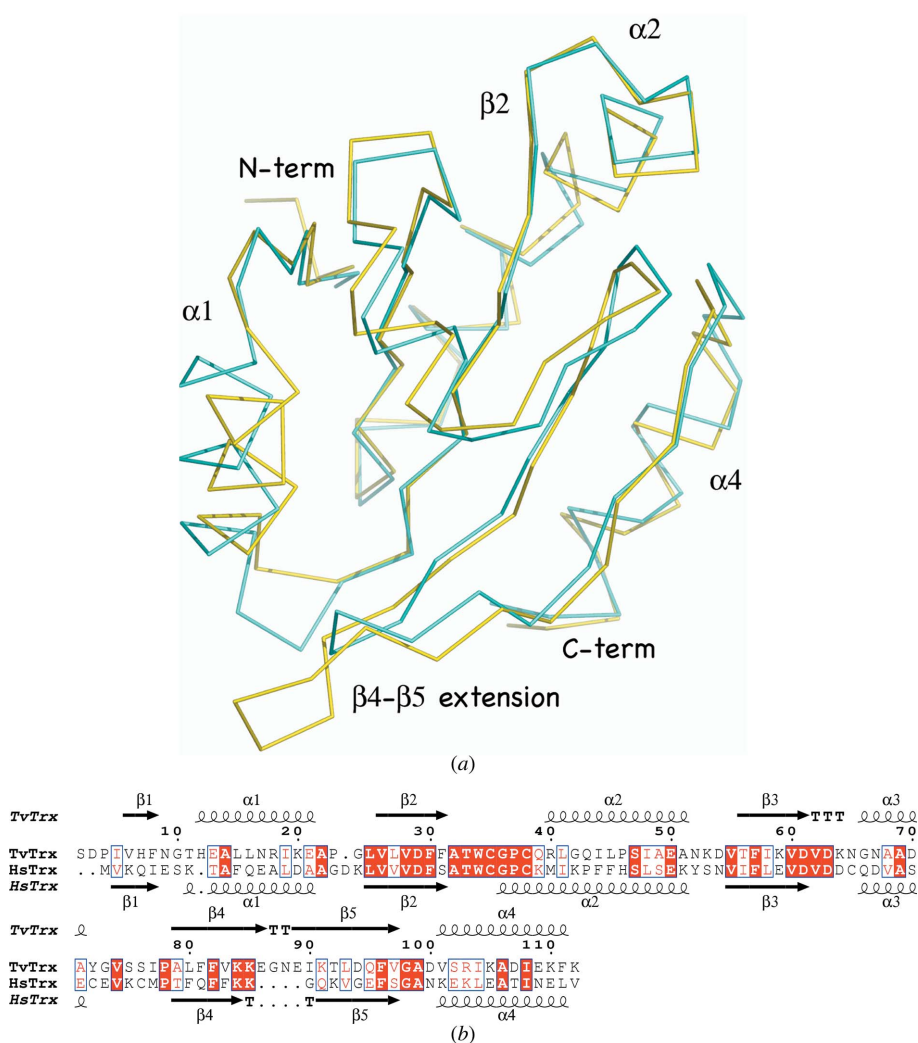 α2
β2
N-term
α1
α4
C-term
β4–β5 extension
(a)
TvTrx β1 α1 β2 α2 β3 TTT α3
10 20 30 40 50 60 70
TvTrx SDPIVHFNGTHEALLNRIKEAP.GLVLVDFFATWCGPCQRLGQILPSIAEANKDVTFIKVDVDKNGNAAD
HsTrx ..MVKQIESK.TAFQEALDAAGDKLVVVDFSATWCGPCKMIKPFFHSLSEKYSNVIFLEVDVDDCQDVAS
HsTrx β1 α1 β2 α2 β3 α3
TvTrx β4 TT β5 α4
80 90 100 110
TvTrx AYGVSSIPALFFVKKEGNEIKTLDQFVGADVSRIKADIEKFK
HsTrx ECEVKCMPTFQFFKK....GQKVGEFSGANKEKLEATINELV
HsTrx β4 T....T β5 α4
(b)